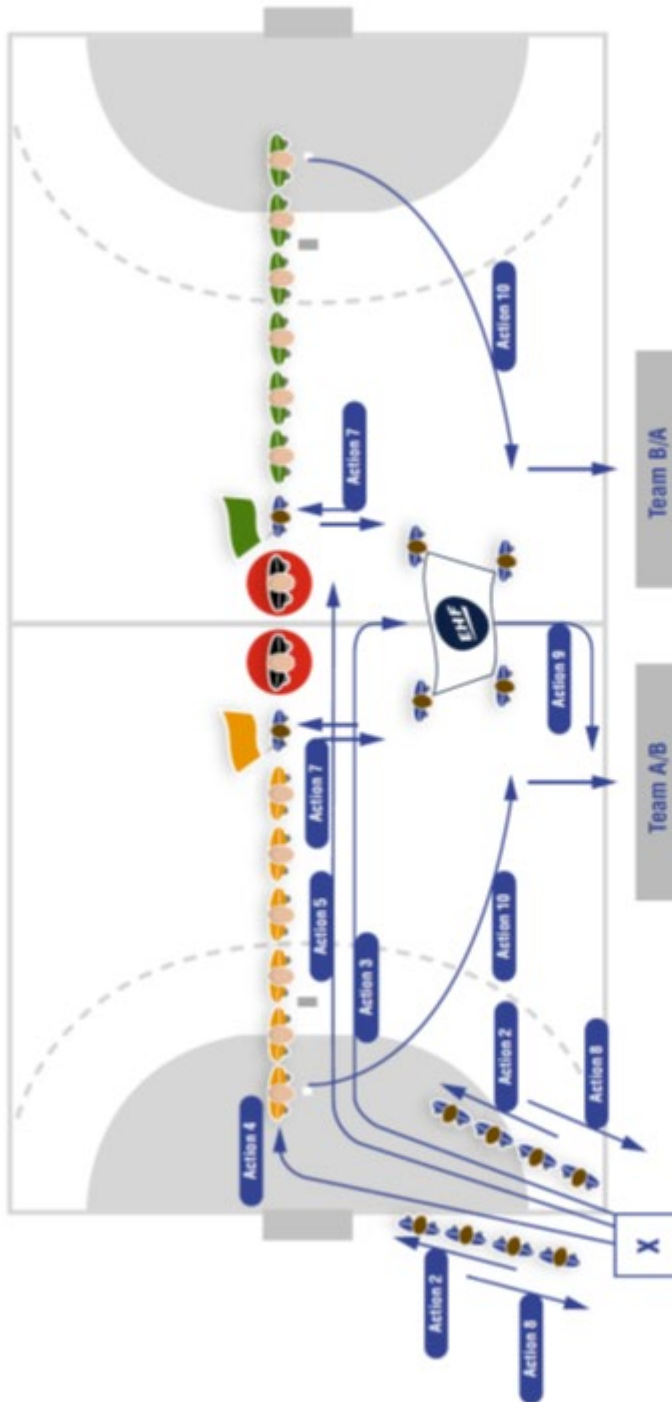 Action 10
Action 7
Team B/A
EHF
Action 9
Team A/B
Action 7
Action 5
Action 3
Action 10
Action 2
Action 8
Action 4
Action 2
Action 8
X